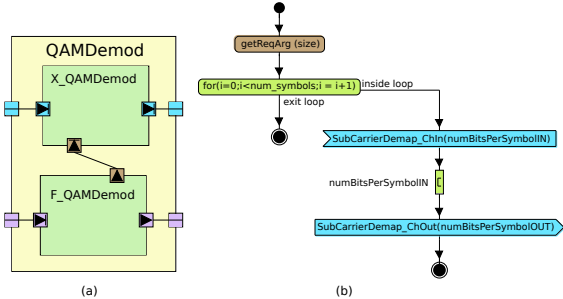 QAMDemod
X_QAMDemod
F_QAMDemod
(a)
getReqArg (size)
for(i=0;i<num_symbols;i = i+1)
inside loop
exit loop
SubCarrierDemap_ChIn(numBitsPerSymbolIN)
numBitsPerSymbolIN
SubCarrierDemap_ChOut(numBitsPerSymbolOUT)
(b)